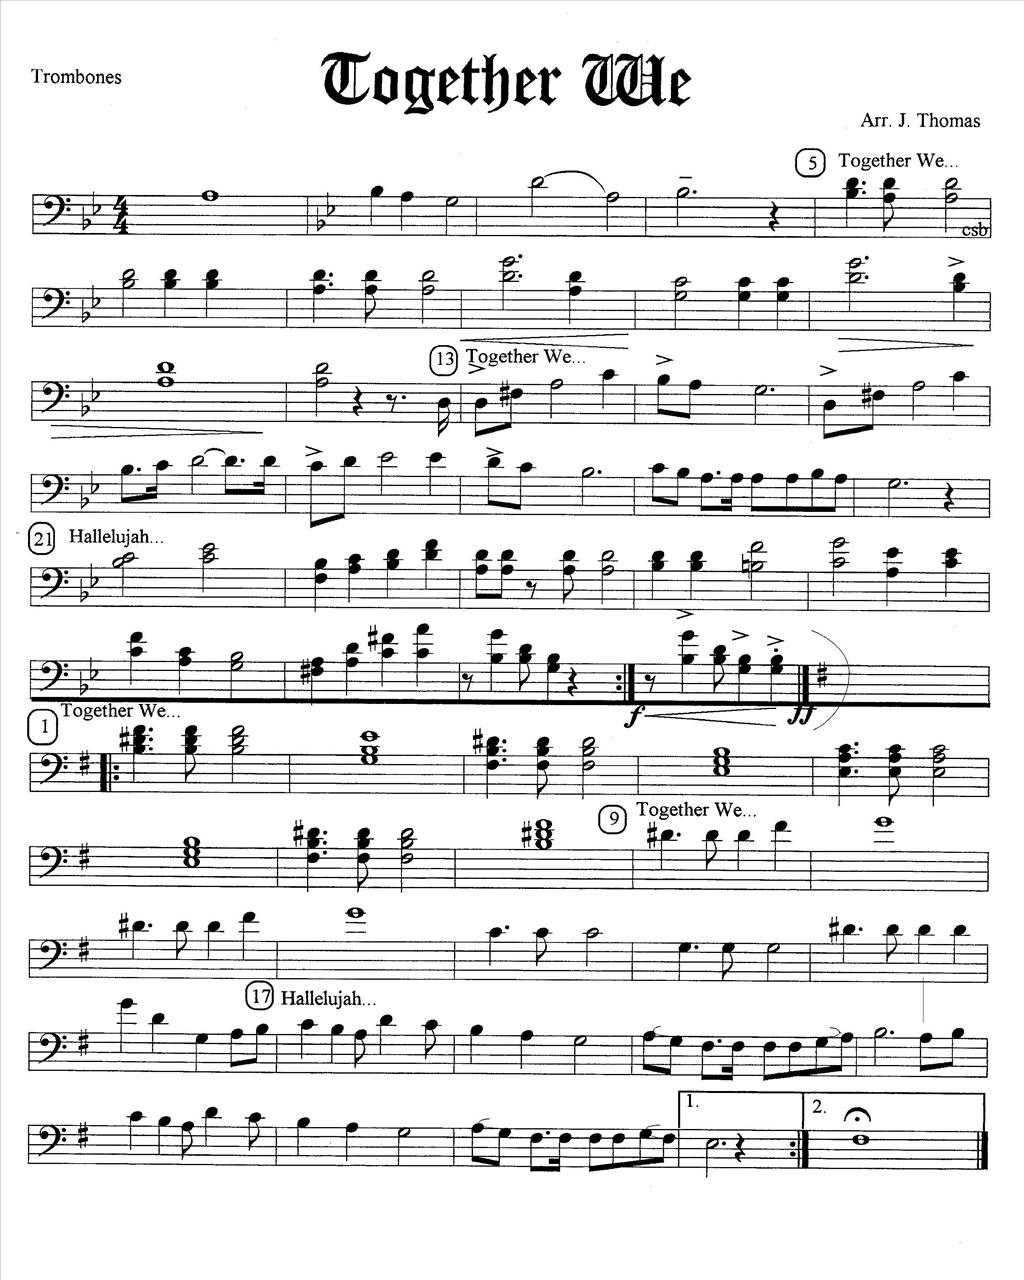 Together We
Trombones
Arr. J. Thomas
5 Together We...
csb
13 Together We...
21 Hallelujah...
f ff
1 Together We...
9 Together We...
17 Hallelujah...
1. 2.